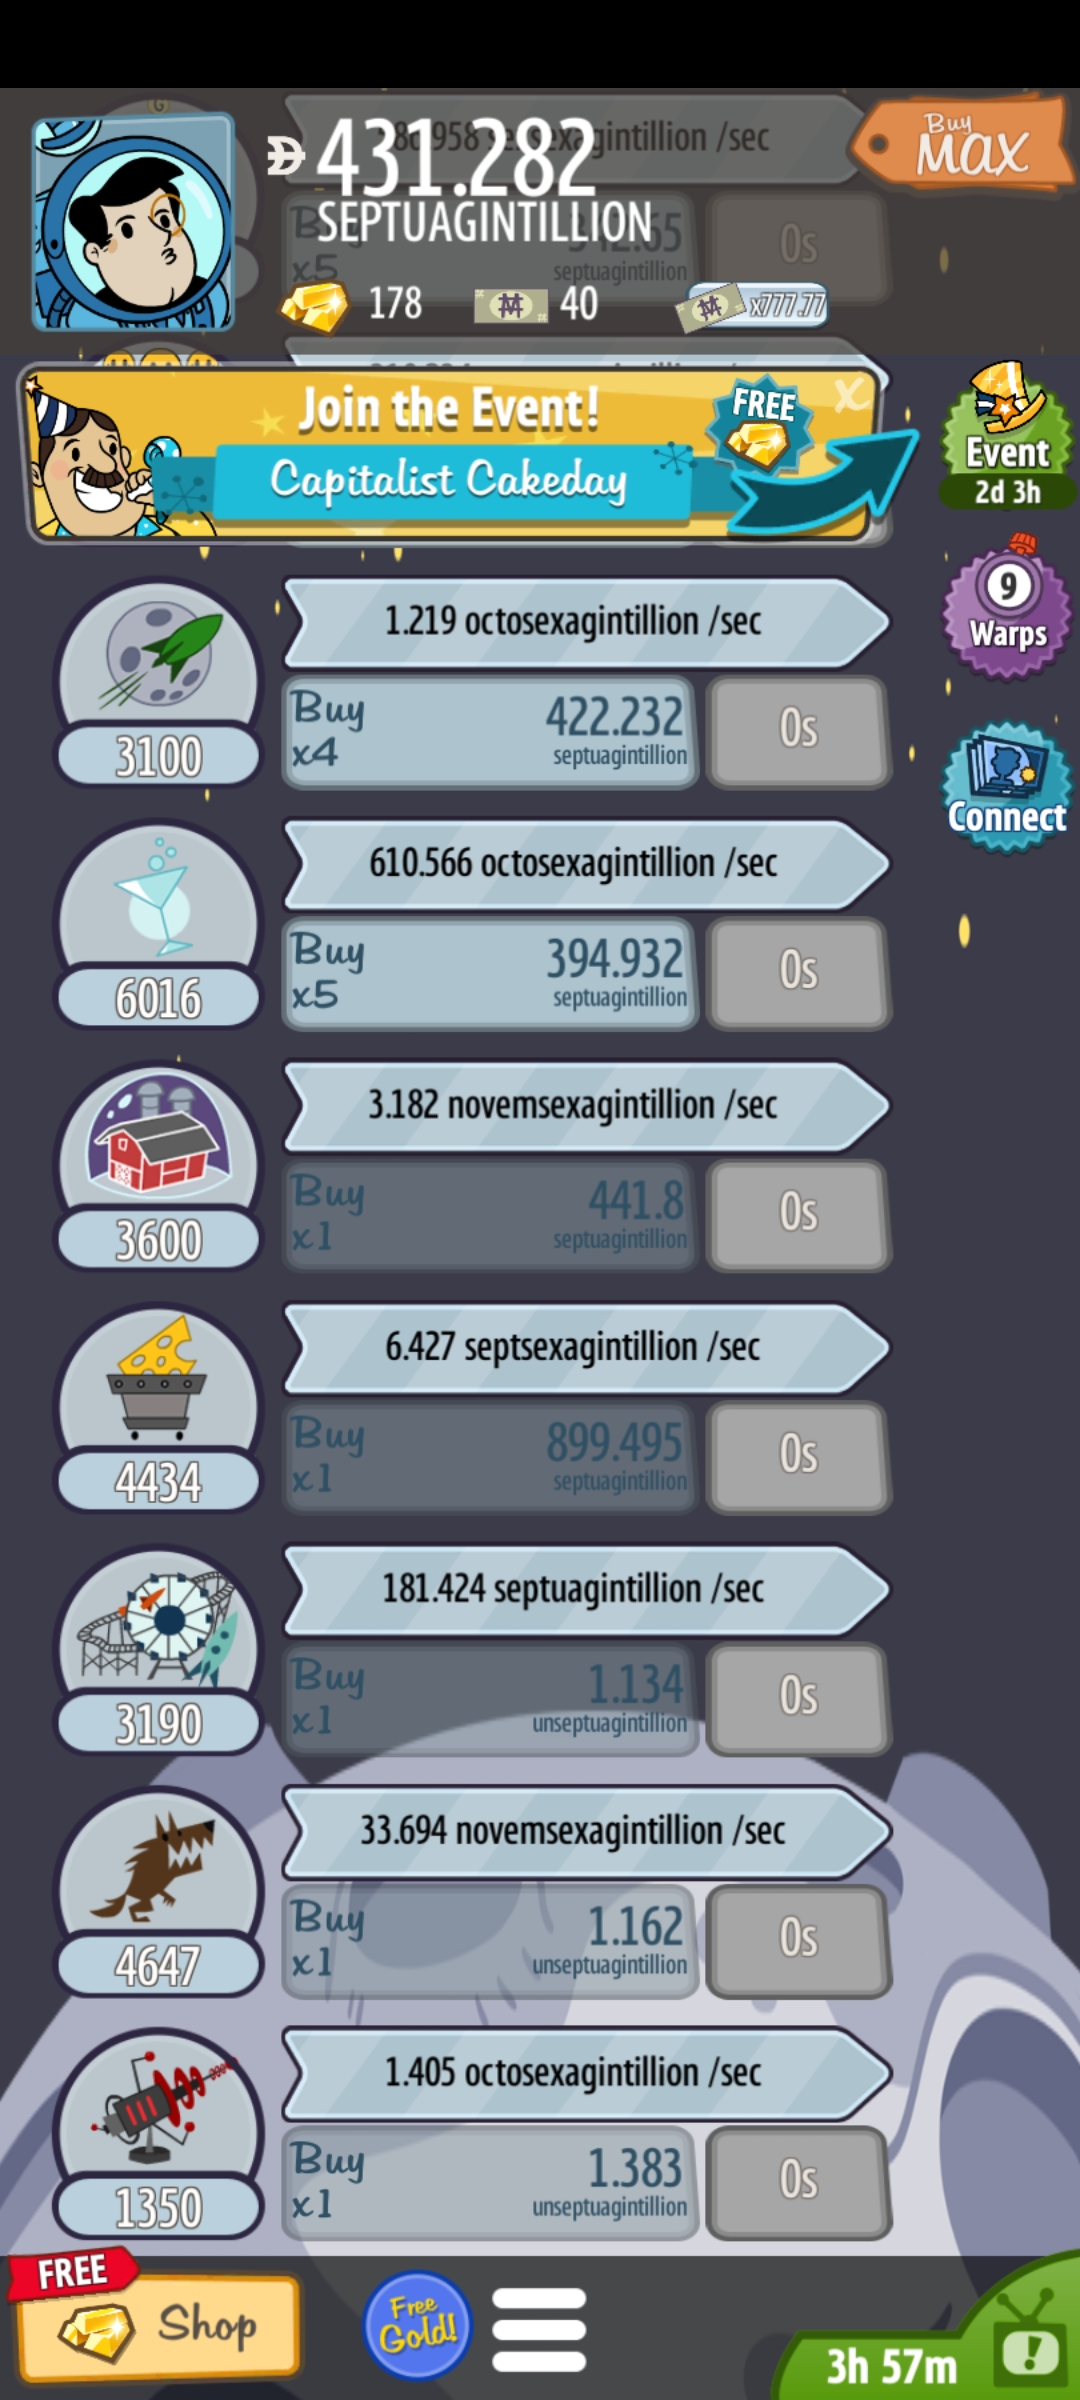 431.282
Buy
MAX
SEPTUAGINTILLION
Buy
x5
septuagintillion
0s
178
40
x777.77
Join the Event!
FREE
X
Capitalist Cakeday
Event
2d 3h
1.219 octosexagintillion /sec
9
Warps
Buy
x4
422.232
septuagintillion
0s
3100
Connect
610.566 octosexagintillion /sec
Buy
x5
394.932
septuagintillion
0s
6016
3.182 novemsexagintillion /sec
Buy
x1
441.8
septuagintillion
0s
3600
6.427 septsexagintillion /sec
Buy
x1
899.495
septuagintillion
0s
4434
181.424 septuagintillion /sec
Buy
x1
1.134
unseptuagintillion
0s
3190
33.694 novemsexagintillion /sec
Buy
x1
1.162
unseptuagintillion
0s
4647
1.405 octosexagintillion /sec
Buy
x1
1.383
unseptuagintillion
0s
1350
FREE
Shop
Free
Gold!
3h 57m